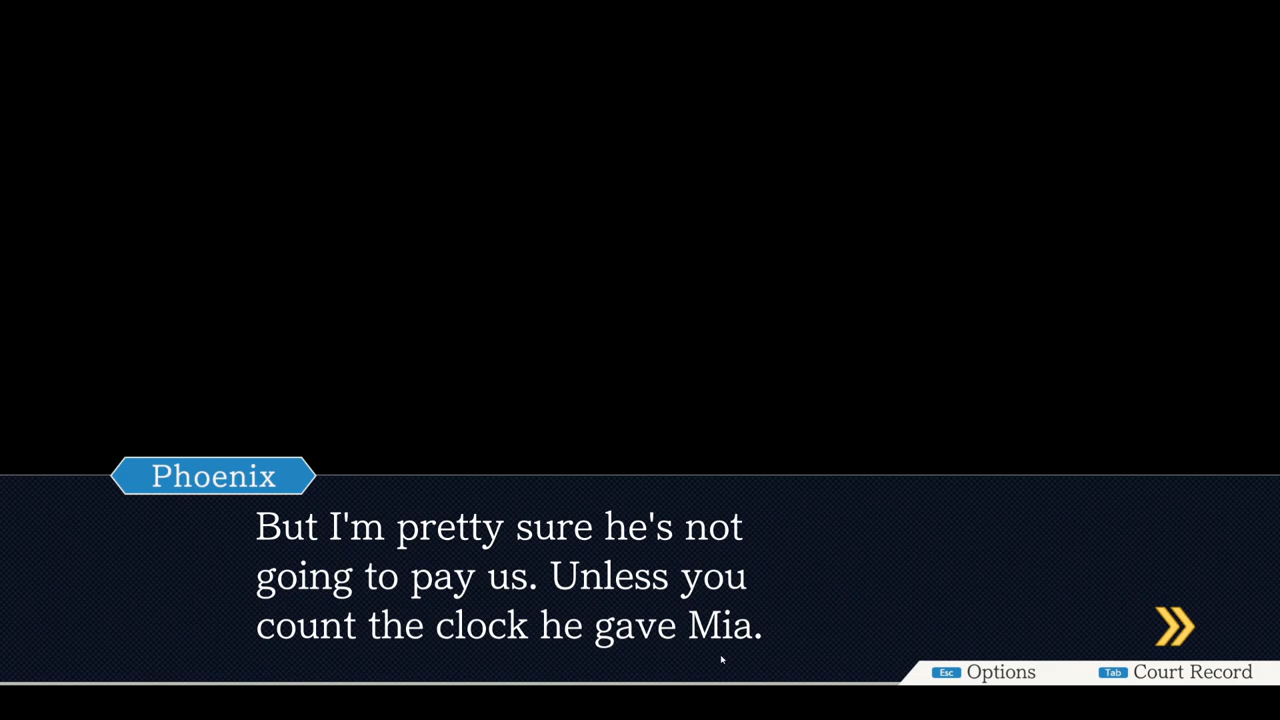 Phoenix
But I'm pretty sure he's not
going to pay us. Unless you
count the clock he gave Mia.
Esc Options Tab Court Record